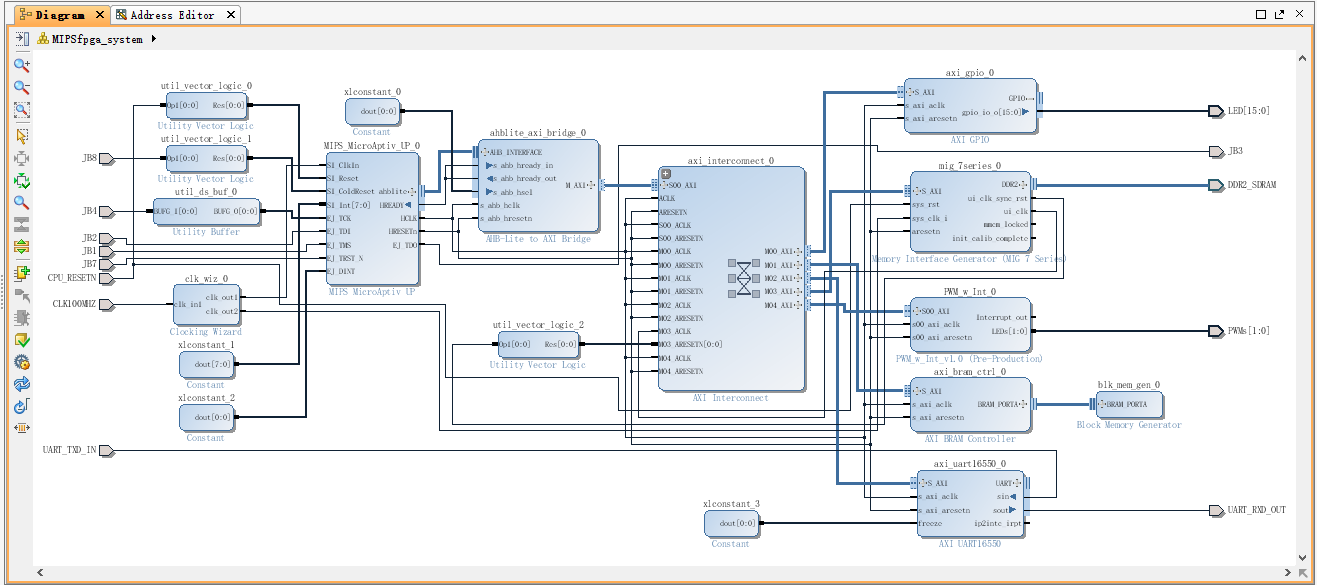 Diagram
Address Editor
MIPSfpga_system
util_vector_logic_0
Op1[0:0] Res[0:0]
Utility Vector Logic
util_vector_logic_1
Op1[0:0] Res[0:0]
Utility Vector Logic
util_ds_buf_0
BUFG_I[0:0] BUFG_O[0:0]
Utility Buffer
JB8
JB4
JB2
JB1
JB7
CPU_RESETN
CLK100MHZ
UART_TXD_IN
clk_wiz_0
clk_in1
clk_out1
clk_out2
Clocking Wizard
xlconstant_1
dout[7:0]
Constant
xlconstant_2
dout[0:0]
Constant
xlconstant_0
dout[0:0]
Constant
MIPS_MicroAptiv_UP_0
SI_ClkIn
SI_Reset
SI_ColdReset ahblite
SI_Int[7:0] HREADY
EJ_TCK HCLK
EJ_TDI HRESETn
EJ_TMS EJ_TDO
EJ_TRST_N
EJ_DINT
MIPS MicroAptiv UP
ahblite_axi_bridge_0
AHB_INTERFACE
s_ahb_hready_in
s_ahb_hready_out
s_ahb_hsel
s_ahb_hclk
s_ahb_hresetn
M_AXI
AHB-Lite to AXI Bridge
util_vector_logic_2
Op1[0:0] Res[0:0]
Utility Vector Logic
axi_interconnect_0
S00_AXI
ACLK
ARESETN
S00_ACLK
S00_ARESETN
M00_ACLK
M00_ARESETN
M01_ACLK
M01_ARESETN
M02_ACLK
M02_ARESETN
M03_ACLK
M03_ARESETN[0:0]
M04_ACLK
M04_ARESETN
M00_AXI
M01_AXI
M02_AXI
M03_AXI
M04_AXI
AXI Interconnect
xlconstant_3
dout[0:0]
Constant
axi_gpio_0
S_AXI
s_axi_aclk
s_axi_aresetn
GPIO
gpio_io_o[15:0]
AXI GPIO
mig_7series_0
S_AXI
sys_rst
sys_clk_i
aresetn
DDR2
ui_clk_sync_rst
ui_clk
mmcm_locked
init_calib_complete
Memory Interface Generator (MIG 7 Series)
PWM_w_Int_0
S00_AXI
s00_axi_aclk
s00_axi_aresetn
Interrupt_out
LEDs[1:0]
PWM_w_Int_v1.0 (Pre-Production)
axi_bram_ctrl_0
S_AXI
s_axi_aclk
s_axi_aresetn
BRAM_PORTA
AXI BRAM Controller
blk_mem_gen_0
BRAM_PORTA
Block Memory Generator
axi_uart16550_0
S_AXI
s_axi_aclk
s_axi_aresetn
freeze
UART
sin
sout
ip2intc_irpt
AXI UART16550
LED[15:0]
JB3
DDR2_SDRAM
PWMs[1:0]
UART_RXD_OUT